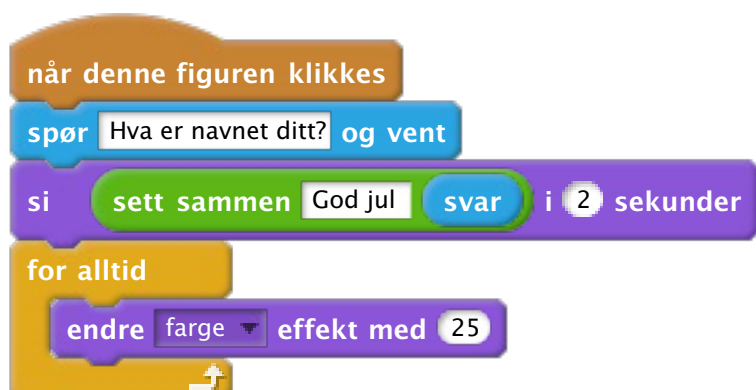 når denne figuren klikkes
spør Hva er navnet ditt? og vent
si sett sammen God jul svar i 2 sekunder
for alltid
endre farge effekt med 25